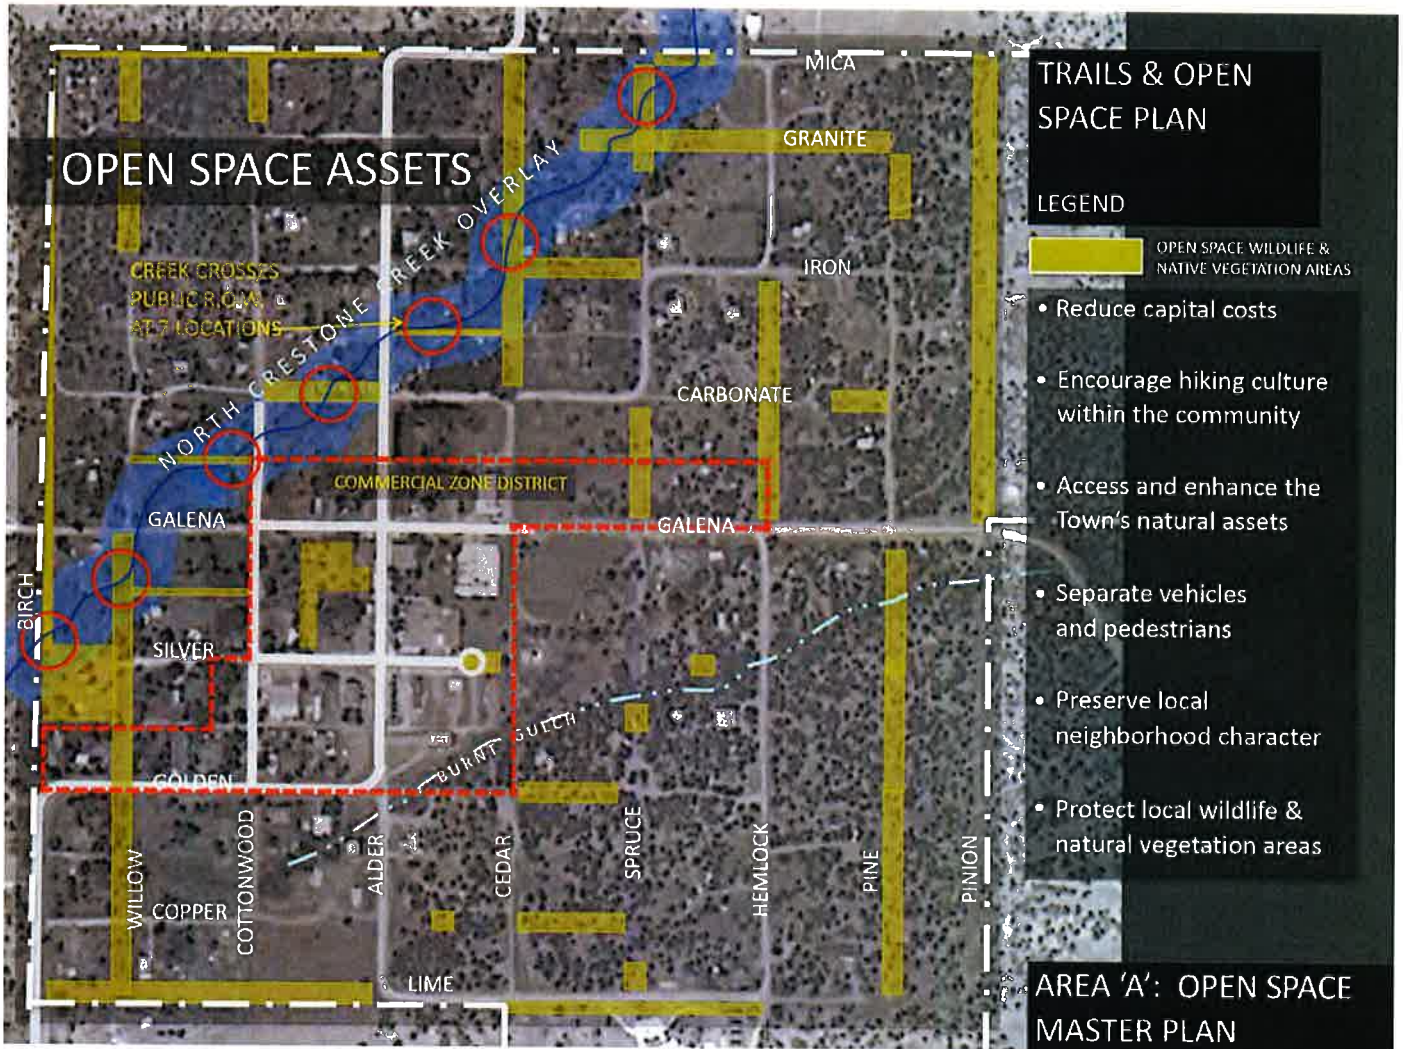 MICA
TRAILS & OPEN
SPACE PLAN
GRANITE
OPEN SPACE ASSETS
LEGEND
OPEN SPACE WILDLIFE &
NATIVE VEGETATION AREAS
NORTH CRESTONE CREEK OVERLAY
CREEK CROSSES
PUBLIC R.O.W.
AT 7 LOCATIONS
IRON
• Reduce capital costs
• Encourage hiking culture
within the community
CARBONATE
COMMERCIAL ZONE DISTRICT
• Access and enhance the
Town's natural assets
GALENA
GALENA
BIRCH
• Separate vehicles
and pedestrians
SILVER
• Preserve local
neighborhood character
BURNT GULCH
GOLDEN
• Protect local wildlife &
natural vegetation areas
WILLOW
COTTONWOOD
ALDER
CEDAR
SPRUCE
HEMLOCK
PINE
PINION
COPPER
LIME
AREA 'A': OPEN SPACE
MASTER PLAN